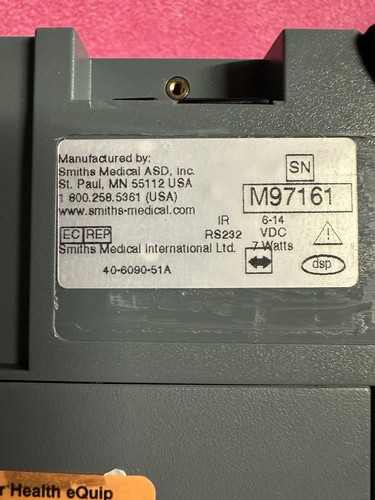 Manufactured by:
Smiths Medical ASD, inc.
St. Paul, MN 55112 USA
1 800.258.5361 (USA)
www.smiths-medical.com
EC REP
Smiths Medical International Ltd.
40-6090-51A
SN
M97161
IR 6-14
RS232 VDC
7 Watts
dsp
r Health eQuip